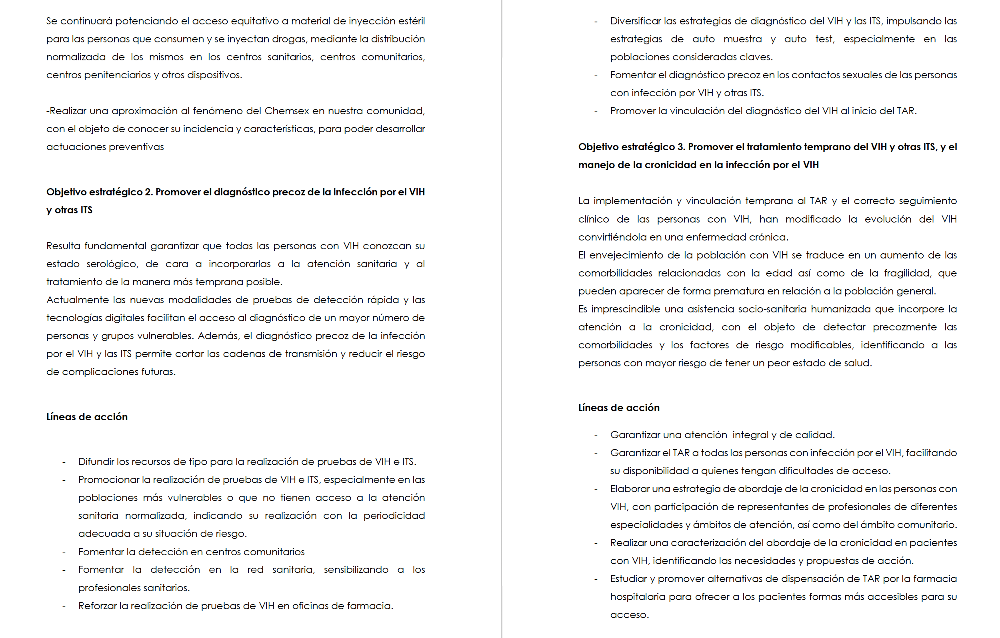 Se continuará potenciando el acceso equitativo a material de inyección estéril
para las personas que consumen y se inyectan drogas, mediante la distribución
normalizada de los mismos en los centros sanitarios, centros comunitarios,
centros penitenciarios y otros dispositivos.
-Realizar una aproximación al fenómeno del Chemsex en nuestra comunidad,
con el objeto de conocer su incidencia y características, para poder desarrollar
actuaciones preventivas
Objetivo estratégico 2. Promover el diagnóstico precoz de la infección por el VIH
y otras ITS
Resulta fundamental garantizar que todas las personas con VIH conozcan su
estado serológico, de cara a incorporarlas a la atención sanitaria y al
tratamiento de la manera más temprana posible.
Actualmente las nuevas modalidades de pruebas de detección rápida y las
tecnologías digitales facilitan el acceso al diagnóstico de un mayor número de
personas y grupos vulnerables. Además, el diagnóstico precoz de la infección
por el VIH y las ITS permite cortar las cadenas de transmisión y reducir el riesgo
de complicaciones futuras.
Líneas de acción
- Difundir los recursos de tipo para la realización de pruebas de VIH e ITS.
- Promocionar la realización de pruebas de VIH e ITS, especialmente en las
poblaciones más vulnerables o que no tienen acceso a la atención
sanitaria normalizada, indicando su realización con la periodicidad
adecuada a su situación de riesgo.
- Fomentar la detección en centros comunitarios
- Fomentar la detección en la red sanitaria, sensibilizando a los
profesionales sanitarios.
- Reforzar la realización de pruebas de VIH en oficinas de farmacia.
- Diversificar las estrategias de diagnóstico del VIH y las ITS, impulsando las
estrategias de auto muestra y auto test, especialmente en las
poblaciones consideradas claves.
- Fomentar el diagnóstico precoz en los contactos sexuales de las personas
con infección por VIH y otras ITS.
- Promover la vinculación del diagnóstico del VIH al inicio del TAR.
Objetivo estratégico 3. Promover el tratamiento temprano del VIH y otras ITS, y el
manejo de la cronicidad en la infección por el VIH
La implementación y vinculación temprana al TAR y el correcto seguimiento
clínico de las personas con VIH, han modificado la evolución del VIH
convirtiéndola en una enfermedad crónica.
El envejecimiento de la población con VIH se traduce en un aumento de las
comorbilidades relacionadas con la edad así como de la fragilidad, que
pueden aparecer de forma prematura en relación a la población general.
Es imprescindible una asistencia socio-sanitaria humanizada que incorpore la
atención a la cronicidad, con el objeto de detectar precozmente las
comorbilidades y los factores de riesgo modificables, identificando a las
personas con mayor riesgo de tener un peor estado de salud.
Líneas de acción
- Garantizar una atención  integral y de calidad.
- Garantizar el TAR a todas las personas con infección por el VIH, facilitando
su disponibilidad a quienes tengan dificultades de acceso.
- Elaborar una estrategia de abordaje de la cronicidad en las personas con
VIH, con participación de representantes de profesionales de diferentes
especialidades y ámbitos de atención, así como del ámbito comunitario.
- Realizar una caracterización del abordaje de la cronicidad en pacientes
con VIH, identificando las necesidades y propuestas de acción.
- Estudiar y promover alternativas de dispensación de TAR por la farmacia
hospitalaria para ofrecer a los pacientes formas más accesibles para su
acceso.